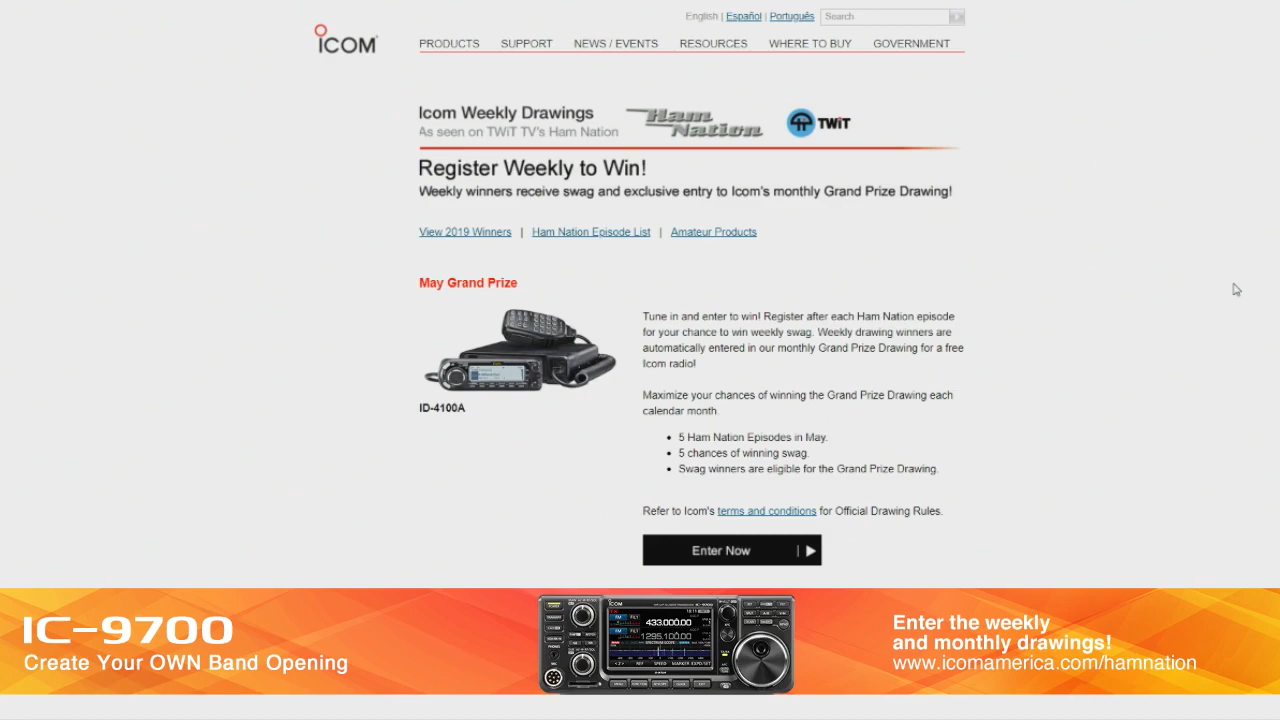 English | Español | Português
Search
ICOM
PRODUCTS
SUPPORT
NEWS / EVENTS
RESOURCES
WHERE TO BUY
GOVERNMENT
Icom Weekly Drawings
As seen on TWiT TV's Ham Nation
Ham Nation
TWiT
Register Weekly to Win!
Weekly winners receive swag and exclusive entry to Icom's monthly Grand Prize Drawing!
View 2019 Winners | Ham Nation Episode List | Amateur Products
May Grand Prize
Tune in and enter to win! Register after each Ham Nation episode
for your chance to win weekly swag. Weekly drawing winners are
automatically entered in our monthly Grand Prize Drawing for a free
Icom radio!
Maximize your chances of winning the Grand Prize Drawing each
calendar month.
ID-4100A
• 5 Ham Nation Episodes in May.
• 5 chances of winning swag.
• Swag winners are eligible for the Grand Prize Drawing.
Refer to Icom's terms and conditions for Official Drawing Rules.
Enter Now
IC-9700
Create Your OWN Band Opening
ICOM
IC-9700
433.000.00
1295.100.00
Enter the weekly
and monthly drawings!
www.icomamerica.com/hamnation